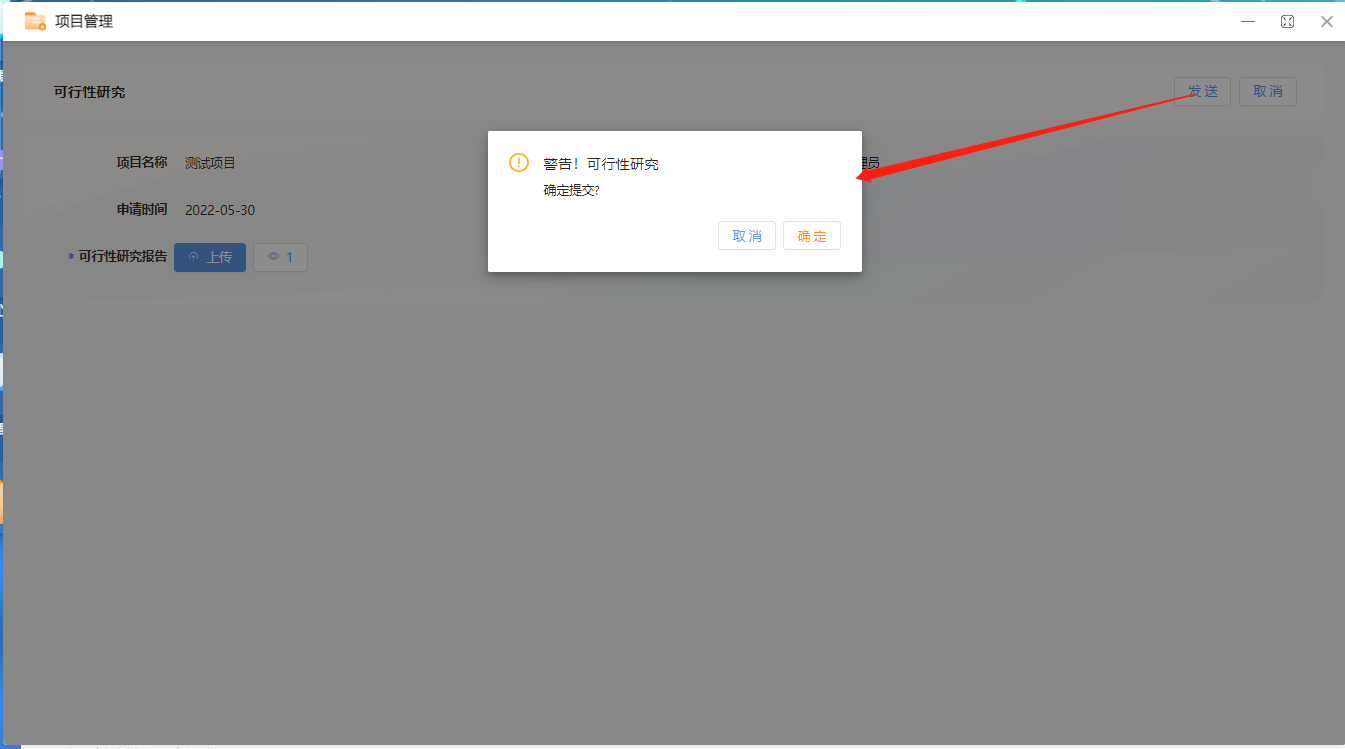 项目管理
可行性研究
发 送
取 消
项目名称 测试项目
理员
申请时间 2022-05-30
* 可行性研究报告 上传 1
警告！可行性研究
确定提交?
取 消
确 定